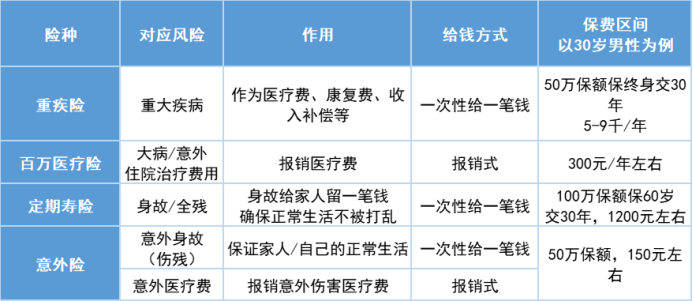 险种
对应风险
作用
给钱方式
保费区间
以30岁男性为例
重疾险
重大疾病
作为医疗费、康复费、收
入补偿等
一次性给一笔钱
50万保额保终身交30
年
5-9千/年
百万医疗险
大病/意外
住院治疗费用
报销医疗费
报销式
300元/年左右
定期寿险
身故/全残
身故给家人留一笔钱
确保正常生活不被打乱
一次性给一笔钱
100万保额保60岁
交30年，1200元左右
意外险
意外身故
（伤残）
保证家人/自己的正常生活
一次性给一笔钱
50万保额，150元左
右
意外医疗费
报销意外伤害医疗费
报销式